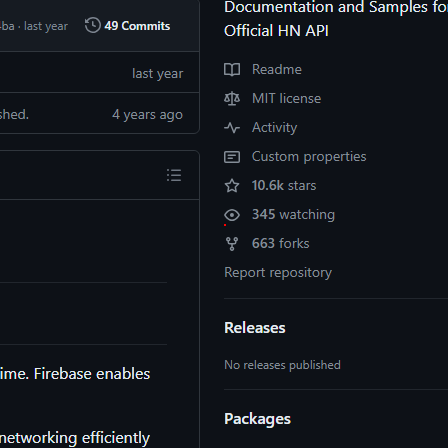 ba · last year 49 Commits
last year
shed. 4 years ago
ime. Firebase enables
networking efficiently
Documentation and Samples for
Official HN API
Readme
MIT license
Activity
Custom properties
10.6k stars
345 watching
663 forks
Report repository
Releases
No releases published
Packages